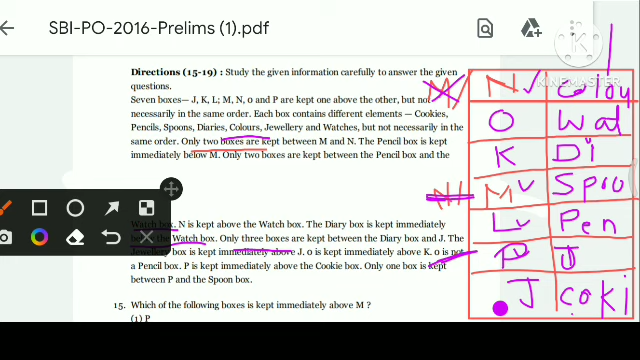 SBI-PO-2016-Prelims (1).pdf
KINEMASTER
Directions (15-19) : Study the given information carefully to answer the given
questions.
Seven boxes— J, K, L; M, N, o and P are kept one above the other, but not
necessarily in the same order. Each box contains different elements — Cookies,
Pencils, Spoons, Diaries, Colours, Jewellery and Watches, but not necessarily in the
same order. Only two boxes are kept between M and N. The Pencil box is kept
immediately below M. Only two boxes are kept between the Pencil box and the
Watch box. N is kept above the Watch box. The Diary box is kept immediately
the Watch box. Only three boxes are kept between the Diary box and J. The
Jewellery box is kept immediately above J. o is kept immediately above K. o is not
a Pencil box. P is kept immediately above the Cookie box. Only one box is kept
between P and the Spoon box.
15. Which of the following boxes is kept immediately above M ?
(1) P
M/ N ✓ Colou
O Wat
K Di
N/ M ✓ Spoo
L ✓ Pen
P J
J cooki